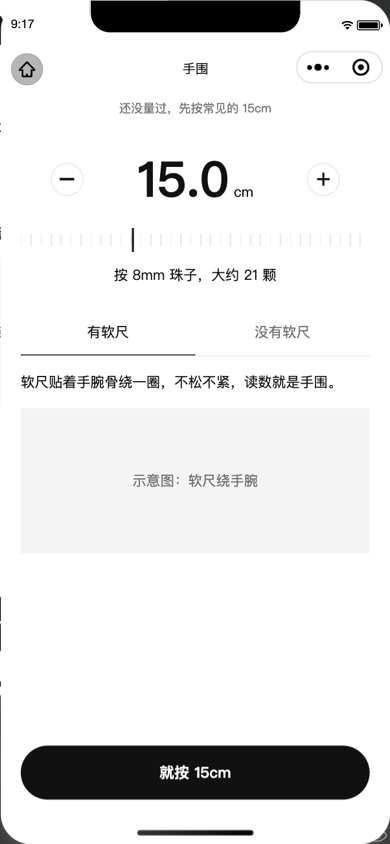 9:17
手围
还没量过，先按常见的 15cm
15.0 cm
按 8mm 珠子，大约 21 颗
有软尺
没有软尺
软尺贴着手腕骨绕一圈，不松不紧，读数就是手围。
示意图：软尺绕手腕
就按 15cm